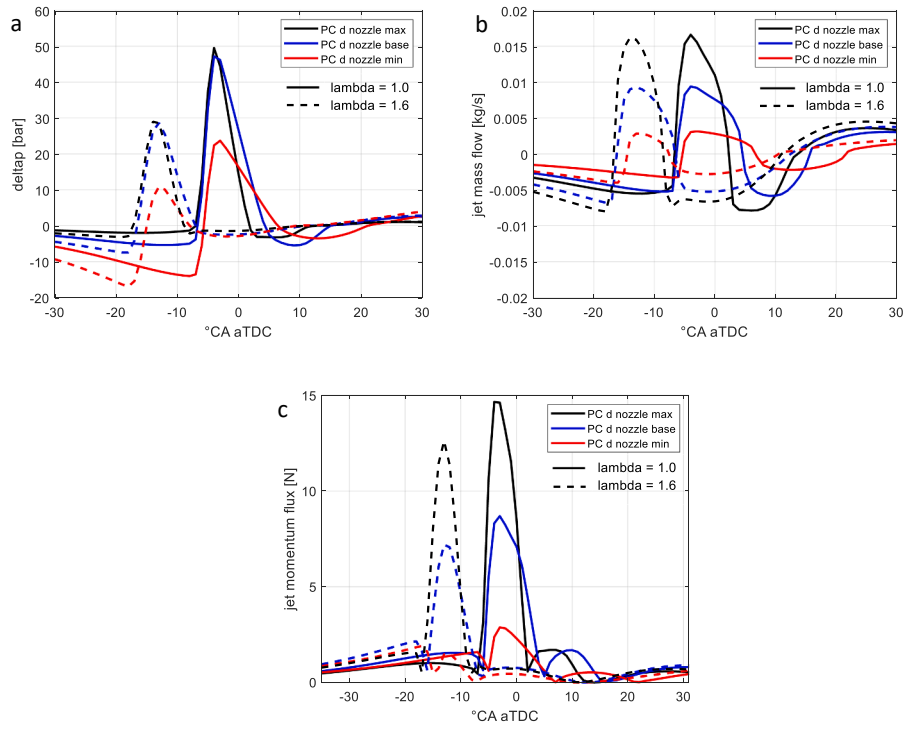 a
60
50
40
30
20
10
0
-10
-20
-30
-20
-10
0
10
20
30
deltap [bar]
°CA aTDC
PC d nozzle max
PC d nozzle base
PC d nozzle min
lambda = 1.0
lambda = 1.6
b
0.02
0.015
0.01
0.005
0
-0.005
-0.01
-0.015
-0.02
-30
-20
-10
0
10
20
30
jet mass flow [kg/s]
°CA aTDC
PC d nozzle max
PC d nozzle base
PC d nozzle min
lambda = 1.0
lambda = 1.6
c
15
10
5
0
-30
-20
-10
0
10
20
30
jet momentum flux [N]
°CA aTDC
PC d nozzle max
PC d nozzle base
PC d nozzle min
lambda = 1.0
lambda = 1.6